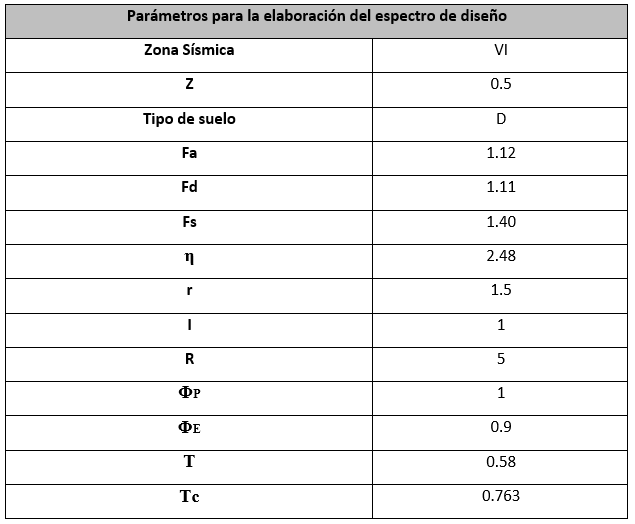 Parámetros para la elaboración del espectro de diseño
Zona Sísmica VI
Z 0.5
Tipo de suelo D
Fa 1.12
Fd 1.11
Fs 1.40
η 2.48
r 1.5
I 1
R 5
ΦP 1
ΦE 0.9
T 0.58
Tc 0.763